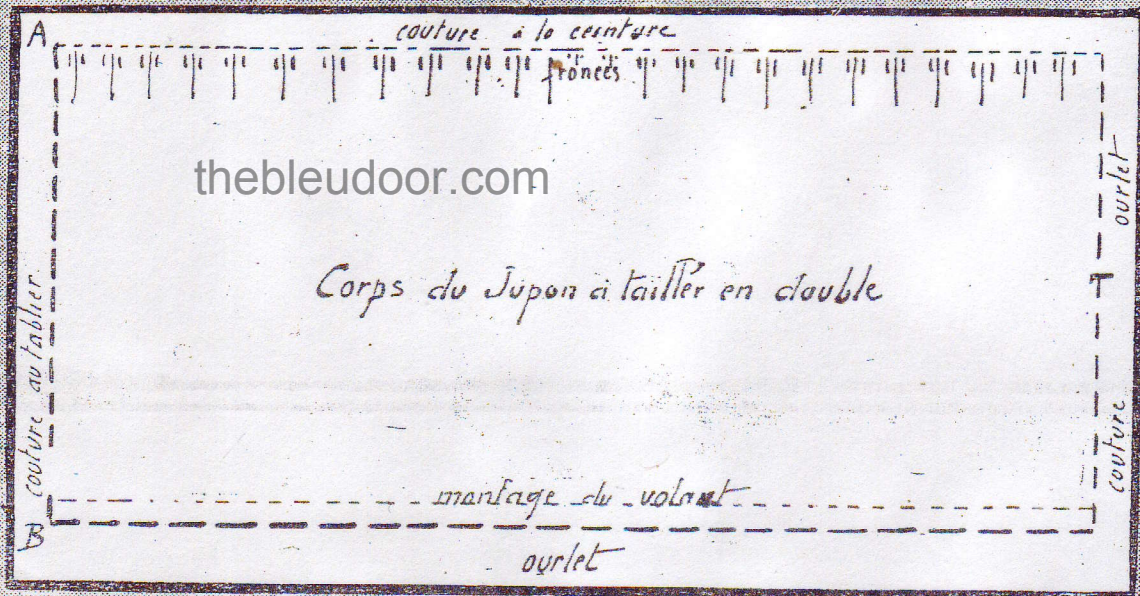 A
couture à la ceinture
fronces
thebleudoor.com
ourlet
Corps du Jupon à tailler en double
T
couture au tablier
couture
montage du volant
B
ourlet